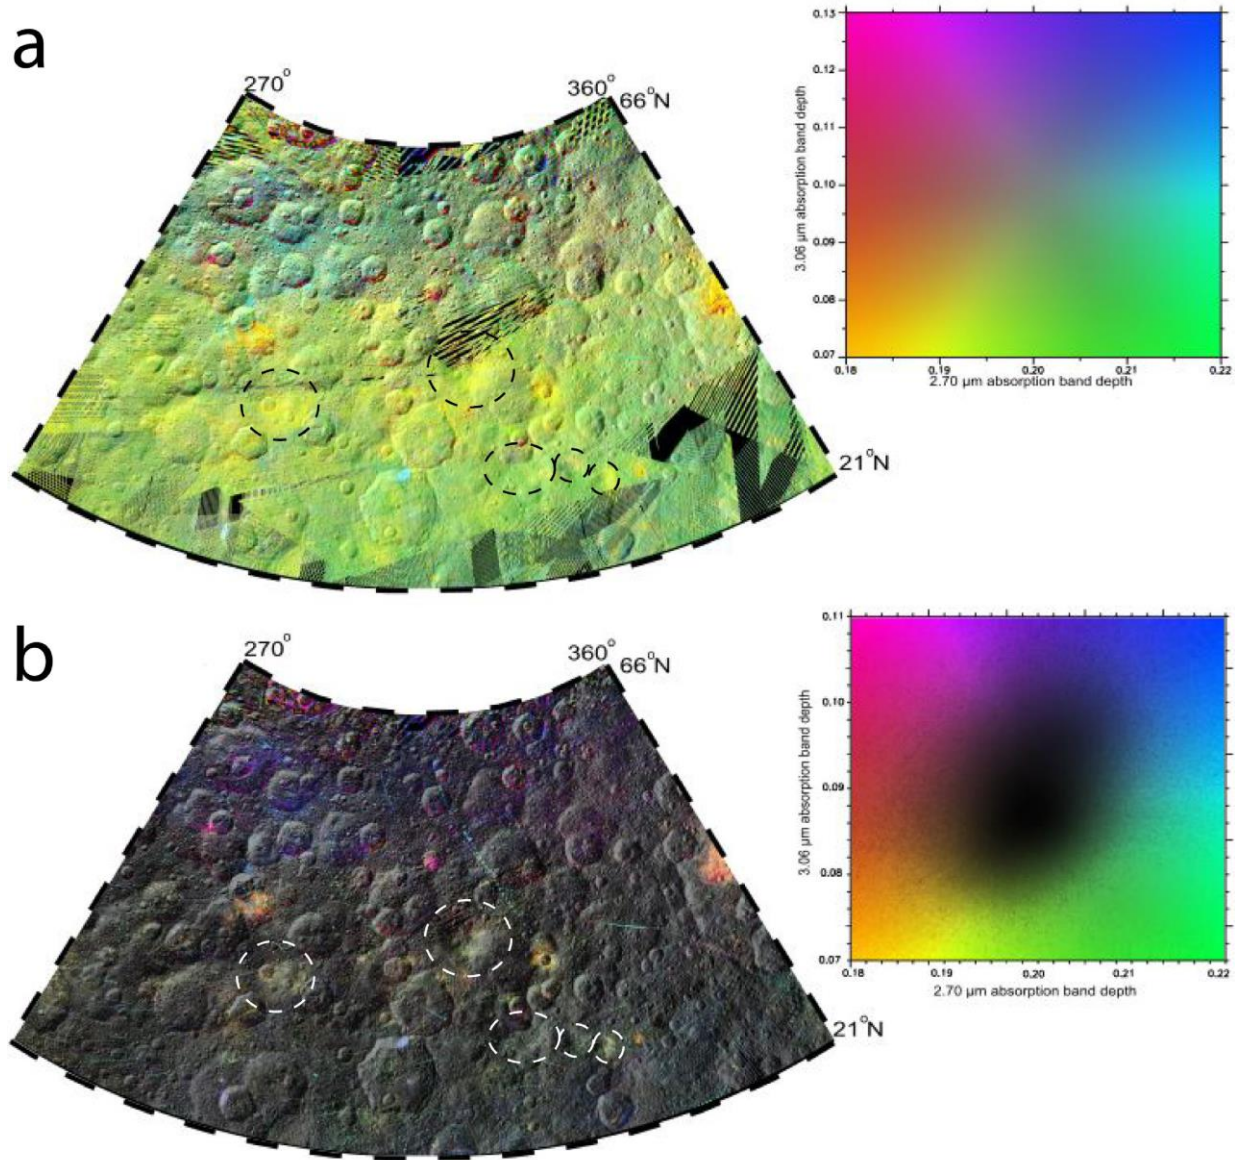 a
270°
360°
66°N
21°N
0.13
0.12
0.11
0.10
0.09
0.08
0.07
3.06 µm absorption band depth
0.18
0.19
0.20
0.21
0.22
2.70 µm absorption band depth
b
270°
360°
66°N
21°N
0.11
0.10
0.09
0.08
0.07
3.06 µm absorption band depth
0.18
0.19
0.20
0.21
0.22
2.70 µm absorption band depth